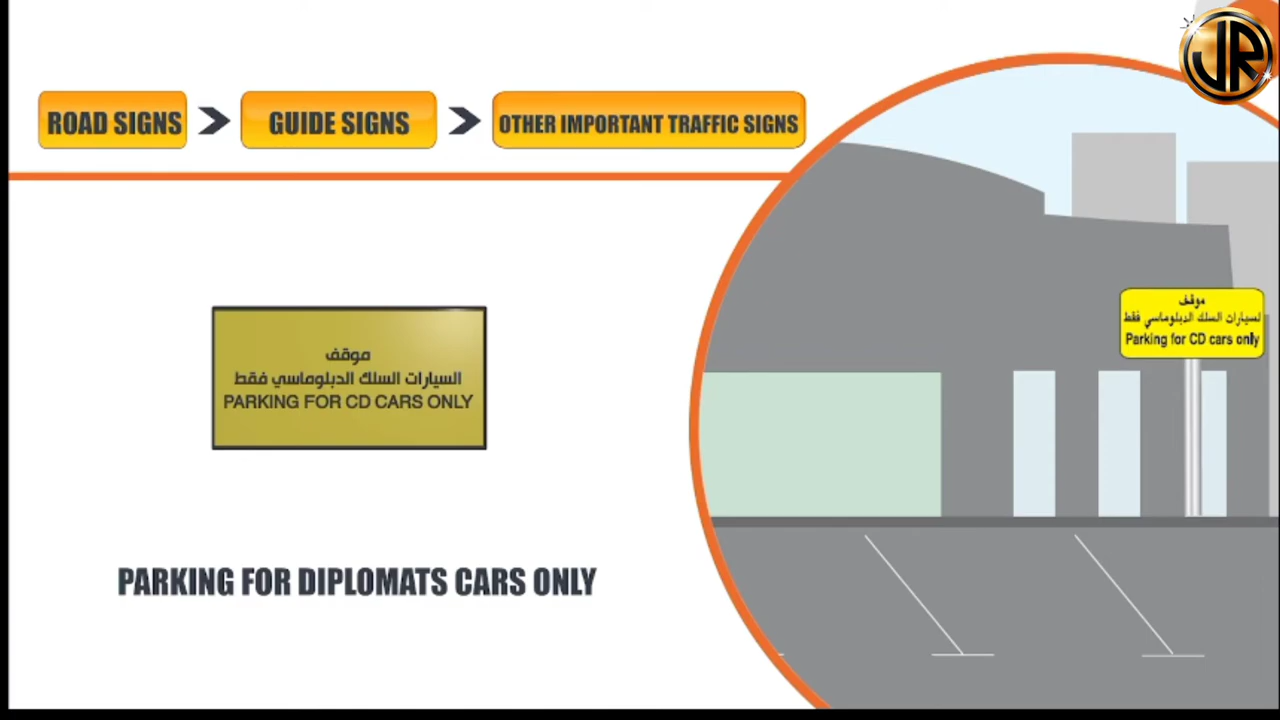 JR
ROAD SIGNS
GUIDE SIGNS
OTHER IMPORTANT TRAFFIC SIGNS
موقف
السيارات السلك الدبلوماسي فقط
PARKING FOR CD CARS ONLY
موقف
لسيارات السلك الدبلوماسي فقط
Parking for CD cars only
PARKING FOR DIPLOMATS CARS ONLY